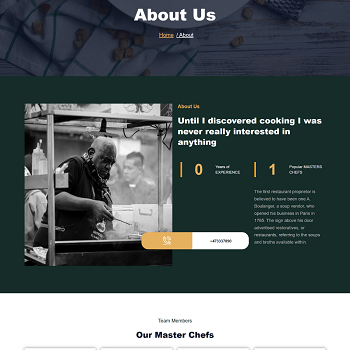 About Us
Home / About
About Us
Until I discovered cooking I was
never really interested in
anything
0
Years of
EXPERIENCE
1
Popular MASTERS
CHEFS
The first restaurant proprietor is
believed to have been one A.
Boulanger, a soup vendor, who
opened his business in Paris in
1765. The sign above his door
advertised restoratives, or
restaurants, referring to the soups
and broths available within.
+473337890
Team Members
Our Master Chefs